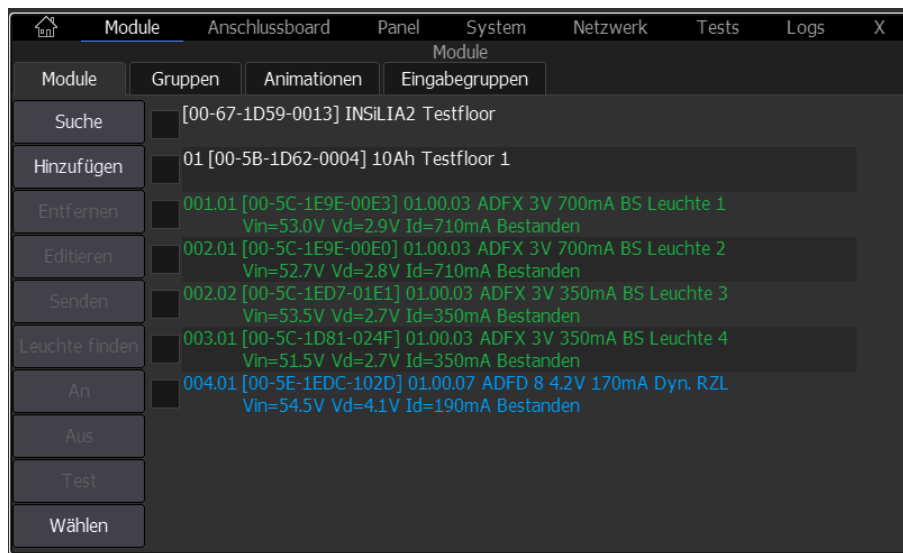 Module Anschlussboard Panel System Netzwerk Tests Logs X
Module
Module Gruppen Animationen Eingabegruppen
Suche
Hinzufügen
Entfernen
Editieren
Senden
Leuchte finden
An
Aus
Test
Wählen
[00-67-1D59-0013] INSiLIA2 Testfloor
01 [00-5B-1D62-0004] 10Ah Testfloor 1
001.01 [00-5C-1E9E-00E3] 01.00.03 ADFX 3V 700mA BS Leuchte 1
Vin=53.0V Vd=2.9V Id=710mA Bestanden
002.01 [00-5C-1E9E-00E0] 01.00.03 ADFX 3V 700mA BS Leuchte 2
Vin=52.7V Vd=2.8V Id=710mA Bestanden
002.02 [00-5C-1ED7-01E1] 01.00.03 ADFX 3V 350mA BS Leuchte 3
Vin=53.5V Vd=2.7V Id=350mA Bestanden
003.01 [00-5C-1D81-024F] 01.00.03 ADFX 3V 350mA BS Leuchte 4
Vin=51.5V Vd=2.7V Id=350mA Bestanden
004.01 [00-5E-1EDC-102D] 01.00.07 ADFD 8 4.2V 170mA Dyn. RZL
Vin=54.5V Vd=4.1V Id=190mA Bestanden